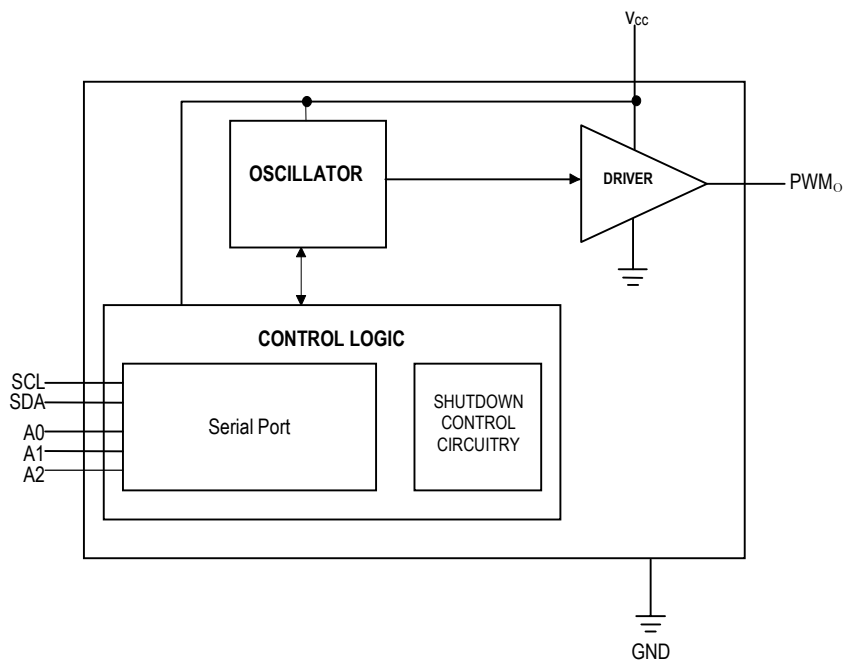 VCC
OSCILLATOR
DRIVER
PWMO
CONTROL LOGIC
SCL
SDA
A0
A1
A2
Serial Port
SHUTDOWN
CONTROL
CIRCUITRY
GND